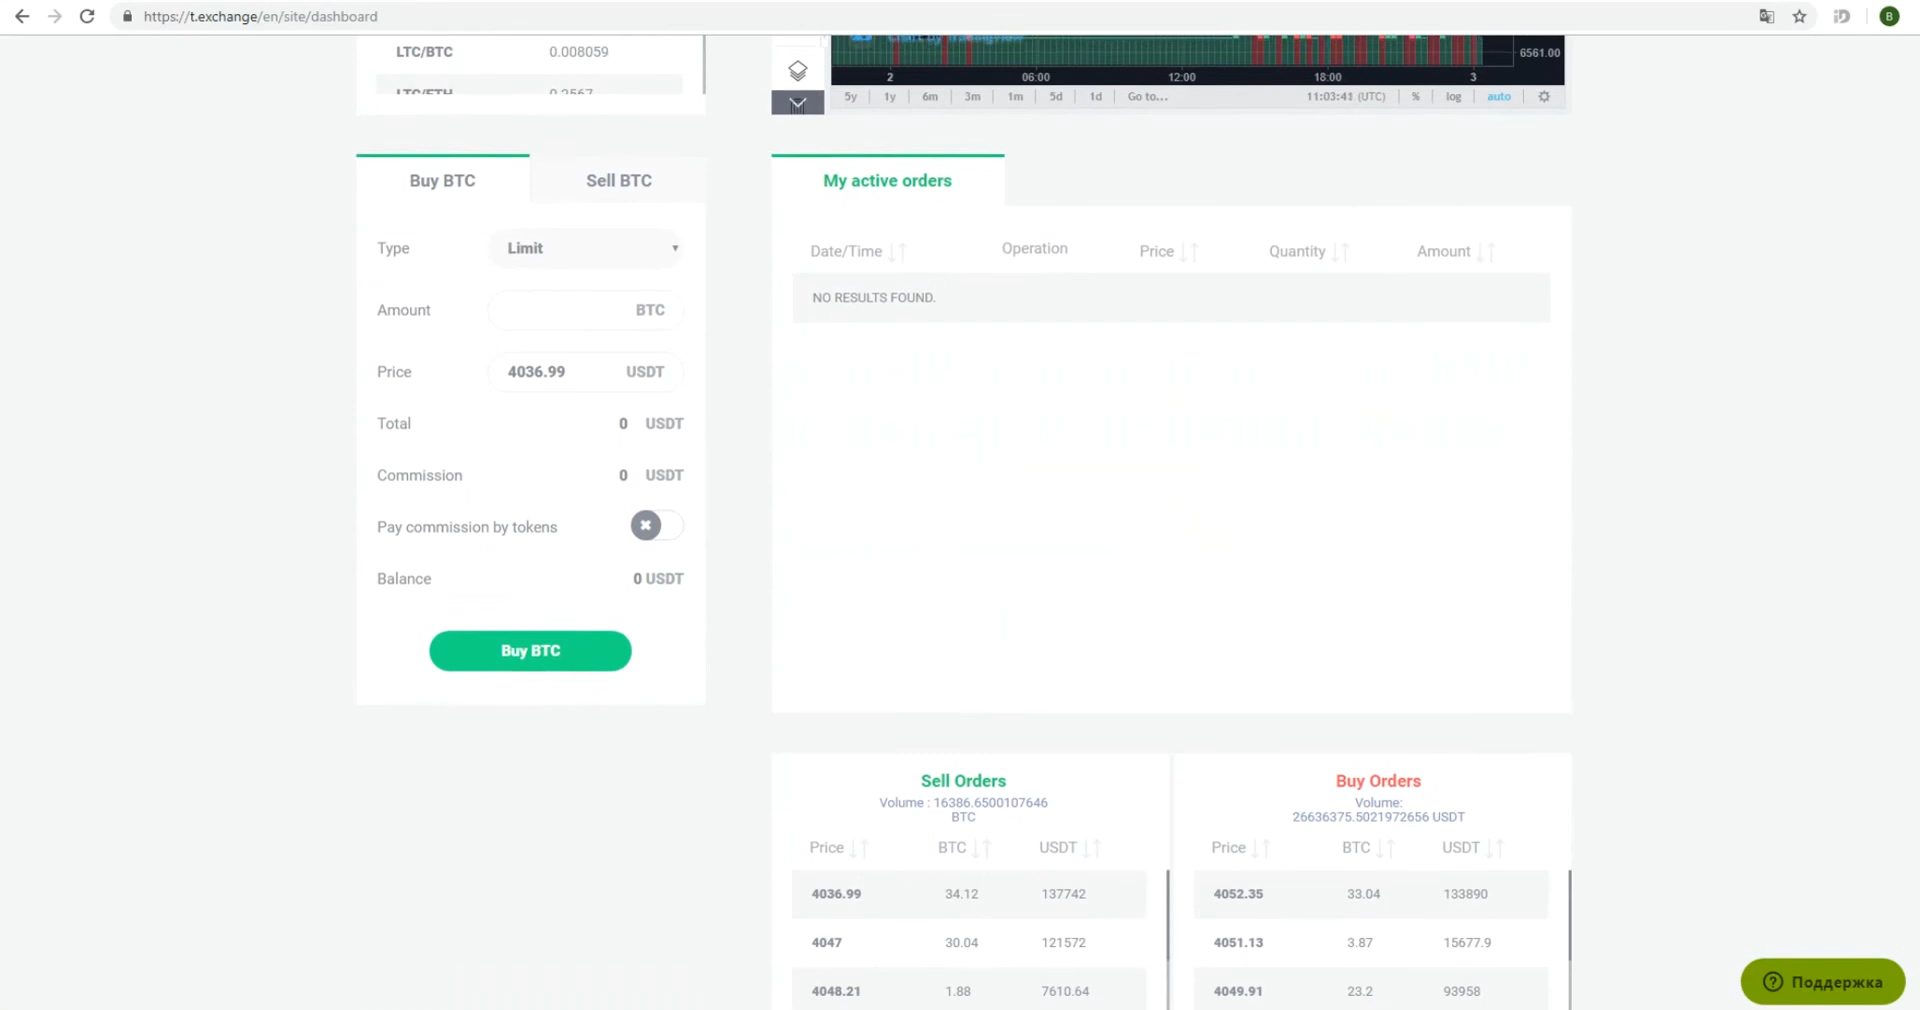 https://t.exchange/en/site/dashboard
B
LTC/BTC 0.008059
LTC/ETH 0.2567
6561.00
2 06:00 12:00 18:00 3
5y 1y 6m 3m 1m 5d 1d Go to... 11:03:41 (UTC) % log auto
Buy BTC Sell BTC
Type Limit
Amount BTC
Price 4036.99 USDT
Total 0 USDT
Commission 0 USDT
Pay commission by tokens
Balance 0 USDT
Buy BTC
My active orders
Date/Time Operation Price Quantity Amount
NO RESULTS FOUND.
Sell Orders
Volume : 16386.6500107646
BTC
Price BTC USDT
4036.99 34.12 137742
4047 30.04 121572
4048.21 1.88 7610.64
Buy Orders
Volume:
26636375.5021972656 USDT
Price BTC USDT
4052.35 33.04 133890
4051.13 3.87 15677.9
4049.91 23.2 93958
Поддержка